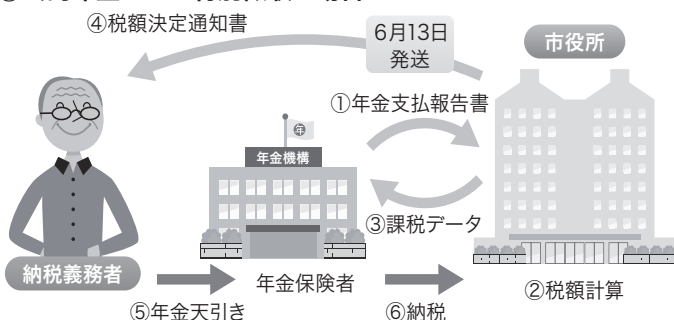 ④税額決定通知書
6月13日
発送
市役所
①年金支払報告書
年
年金機構
③課税データ
納税義務者
年金保険者
②税額計算
⑤年金天引き
⑥納税